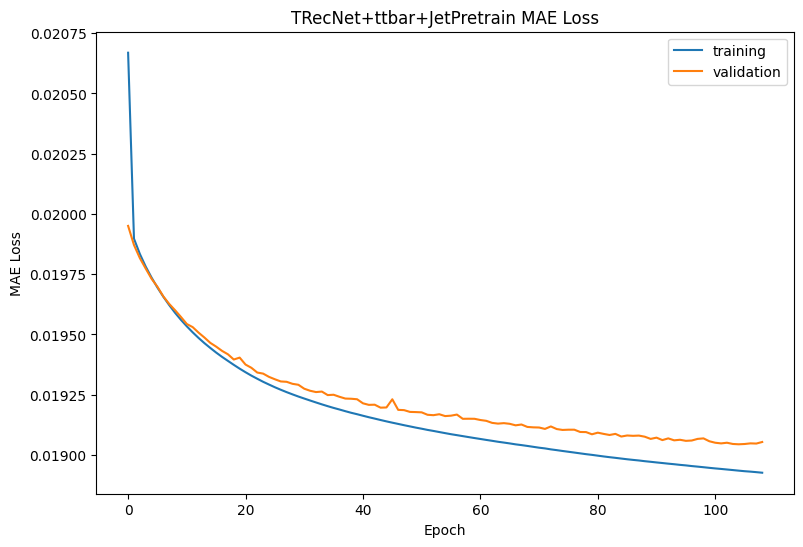 TRecNet+ttbar+JetPretrain MAE Loss
training
validation
MAE Loss
0.02075
0.02050
0.02025
0.02000
0.01975
0.01950
0.01925
0.01900
0
20
40
60
80
100
Epoch